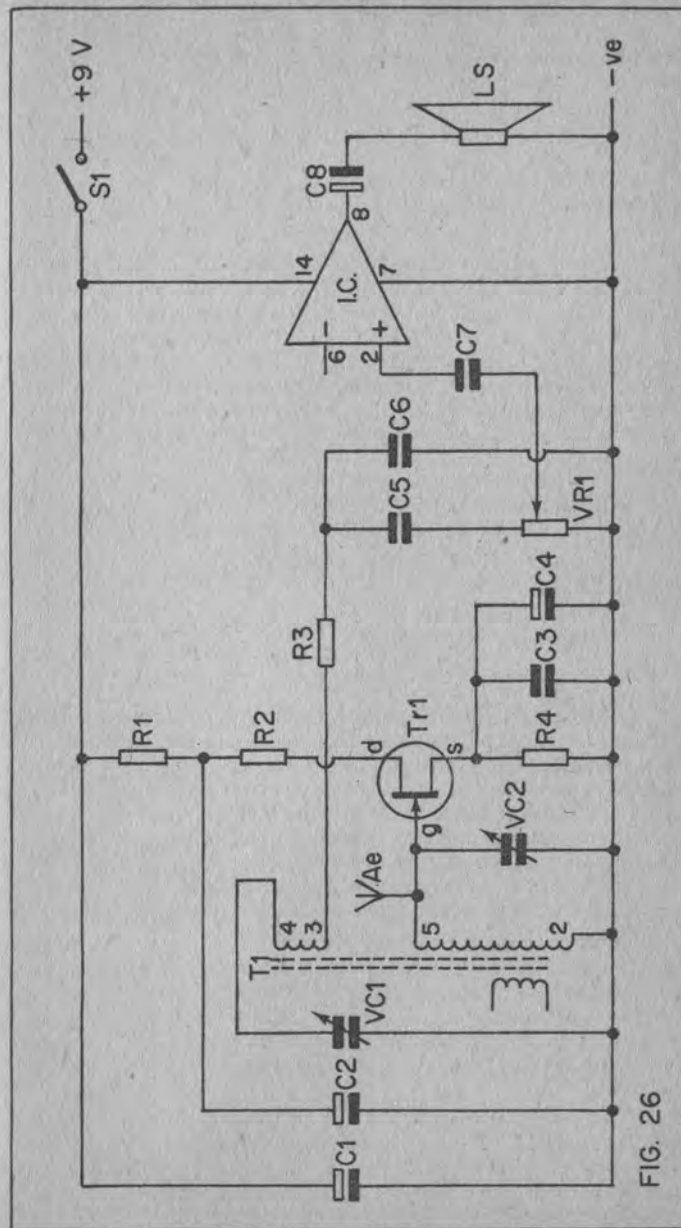 S1
+9 V
R1
R2
R3
R4
T1
4
3
5
2
Ae
g
d
s
Tr1
C1
C2
VC1
VC2
C3
C4
C5
C6
VR1
C7
6
2
−
+
I.C.
14
7
8
C8
LS
−ve
FIG. 26